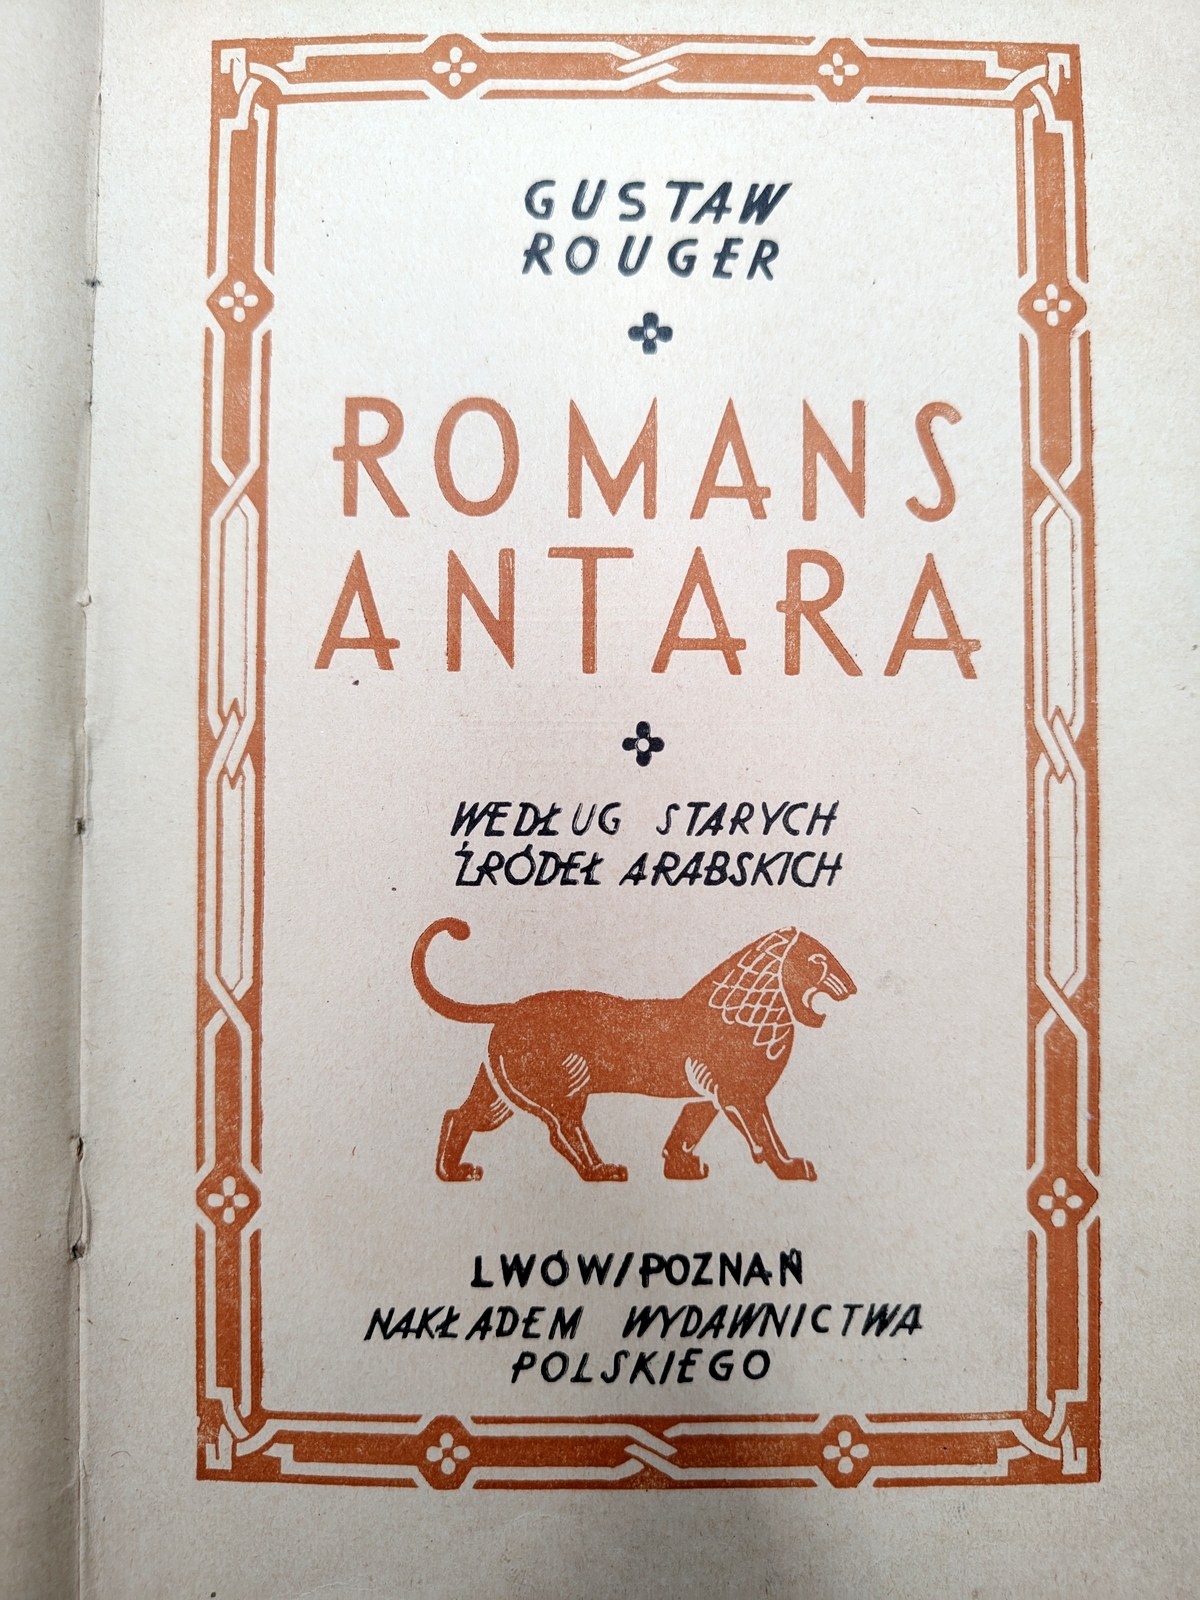 GUSTAW
ROUGER
ROMANS
ANTARA
WEDŁUG STARYCH
ŹRÓDEŁ ARABSKICH
LWÓW/POZNAŃ
NAKŁADEM WYDAWNICTWA
POLSKIEGO